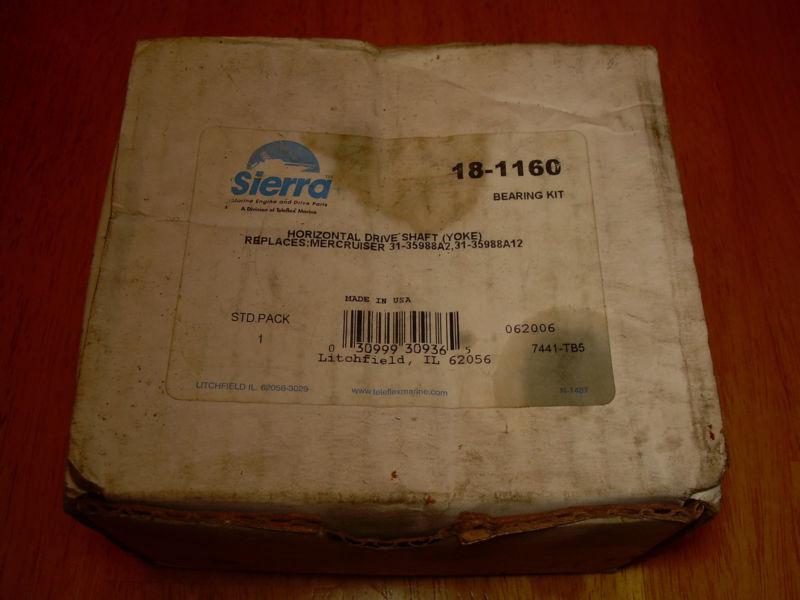 Sierra
Marine Engine and Drive Parts
A Division of Teleflex Marine
18-1160
BEARING KIT
HORIZONTAL DRIVE SHAFT (YOKE)
REPLACES:MERCRUISER 31-35988A2,31-35988A12
MADE IN USA
STD.PACK
1
0 30999 30936 5
Litchfield, IL 62056
062006
7441-TB5
LITCHFIELD IL. 62056-3029
www.teleflexmarine.com
N-1487